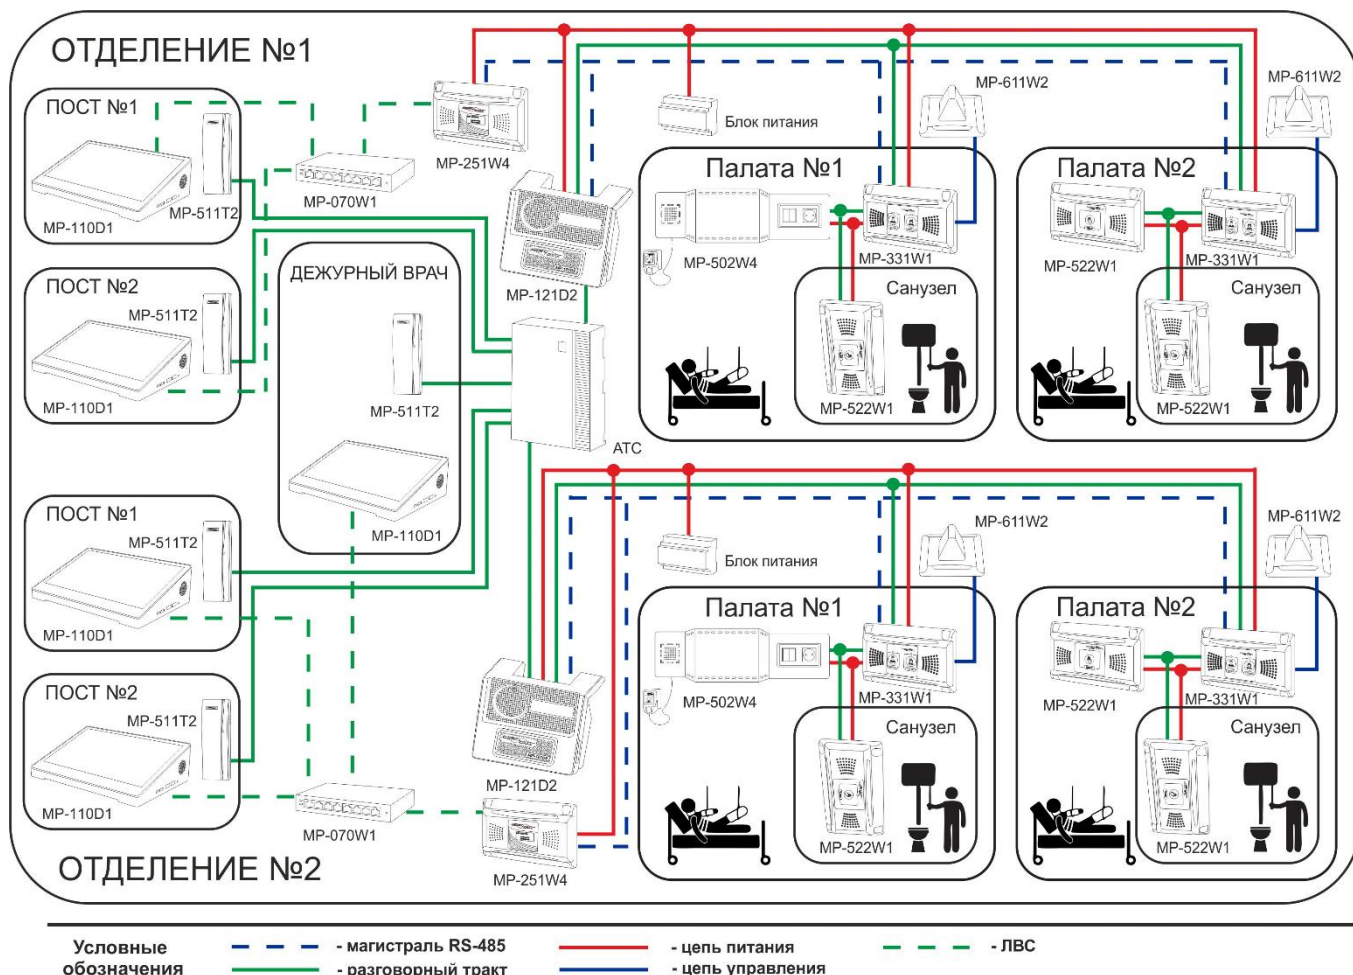 ОТДЕЛЕНИЕ №1
ПОСТ №1
MP-511T2
MP-110D1
MP-070W1
MP-251W4
ПОСТ №2
MP-511T2
MP-110D1
ДЕЖУРНЫЙ ВРАЧ
MP-511T2
MP-110D1
MP-121D2
АТС
Блок питания
MP-611W2
MP-611W2
Палата №1
MP-502W4
MP-331W1
Санузел
MP-522W1
Палата №2
MP-522W1
MP-331W1
Санузел
MP-522W1
ПОСТ №1
MP-511T2
MP-110D1
ПОСТ №2
MP-511T2
MP-110D1
MP-070W1
MP-121D2
MP-251W4
Блок питания
MP-611W2
MP-611W2
Палата №1
MP-502W4
MP-331W1
Санузел
MP-522W1
Палата №2
MP-522W1
MP-331W1
Санузел
MP-522W1
ОТДЕЛЕНИЕ №2
Условные
обозначения
- магистраль RS-485
- разговорный тракт
- цепь питания
- цепь управления
- ЛВС